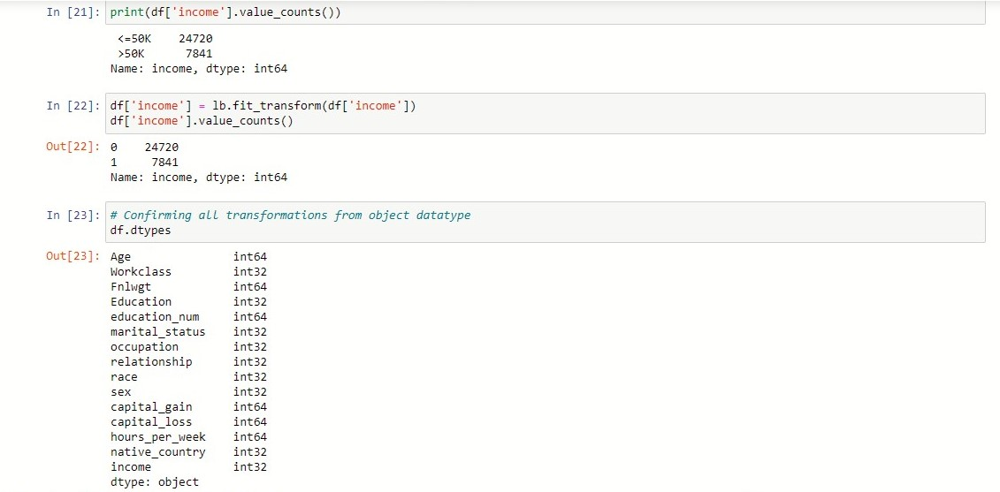 In [21]: print(df['income'].value_counts())
<=50K    24720
>50K      7841
Name: income, dtype: int64
In [22]: df['income'] = lb.fit_transform(df['income'])
df['income'].value_counts()
Out[22]: 0    24720
1     7841
Name: income, dtype: int64
In [23]: # Confirming all transformations from object datatype
df.dtypes
Out[23]: Age               int64
Workclass         int32
Fnlwgt            int64
Education         int32
education_num     int64
marital_status    int32
occupation        int32
relationship      int32
race              int32
sex               int32
capital_gain      int64
capital_loss      int64
hours_per_week    int64
native_country    int32
income            int32
dtype: object